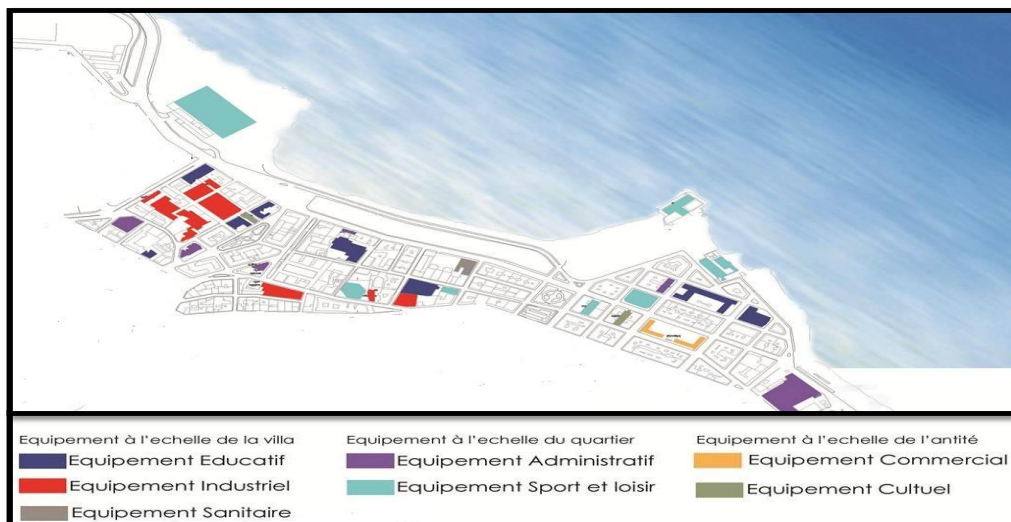 Equipement à l'echelle de la villa
Equipement Educatif
Equipement Industriel
Equipement Sanitaire
Equipement à l'echelle du quartier
Equipement Administratif
Equipement Sport et loisir
Equipement à l'echelle de l'antité
Equipement Commercial
Equipement Cultuel